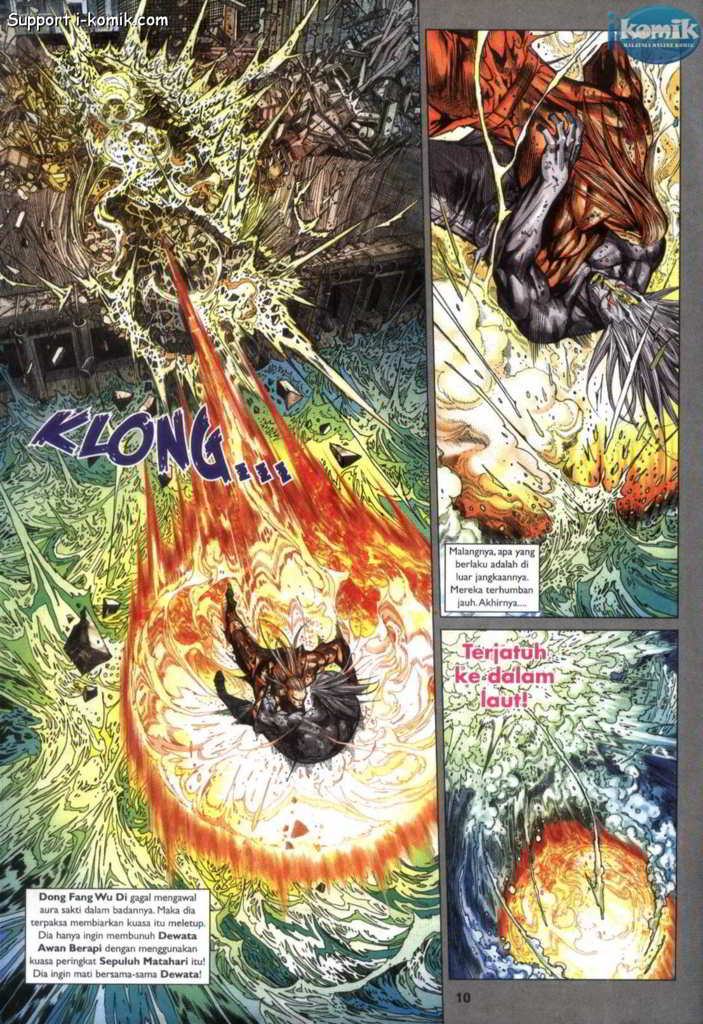 Support i-komik.com
ikomik
MALAYSIA ONLINE KOMIK
KLONG...
Malangnya, apa yang
berlaku adalah di
luar jangkaannya.
Mereka terhumban
jauh. Akhirnya....
Terjatuh
ke dalam
laut!
Dong Fang Wu Di gagal mengawal
aura sakti dalam badannya. Maka dia
terpaksa membiarkan kuasa itu meletup.
Dia hanya ingin membunuh Dewata
Awan Berapi dengan menggunakan
kuasa peringkat Sepuluh Matahari itu!
Dia ingin mati bersama-sama Dewata!
10